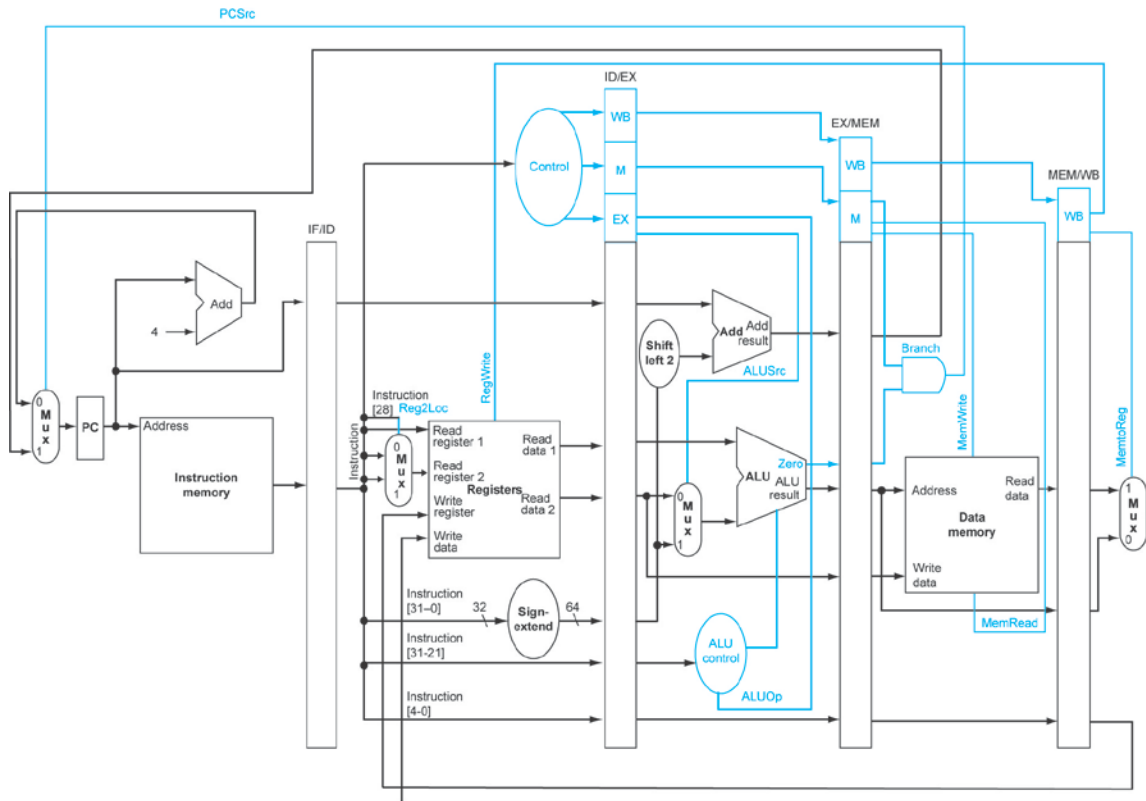 PCSrc
ID/EX
WB
EX/MEM
Control
M
WB
MEM/WB
EX
M
WB
IF/ID
Add
4
Add
Add
result
Shift
left 2
Branch
RegWrite
ALUSrc
MemWrite
MemtoReg
Instruction
[28]
Reg2Loc
0
Mux
1
PC
Address
Instruction
memory
Instruction
0
Mux
1
Read
register 1
Read
register 2
Write
register
Write
data
Registers
Read
data 1
Read
data 2
0
Mux
1
Zero
ALU
ALU
result
Address
Read
data
Data
memory
Write
data
1
Mux
0
MemRead
Instruction
[31–0]
32
Sign-
extend
64
Instruction
[31-21]
ALU
control
ALUOp
Instruction
[4-0]